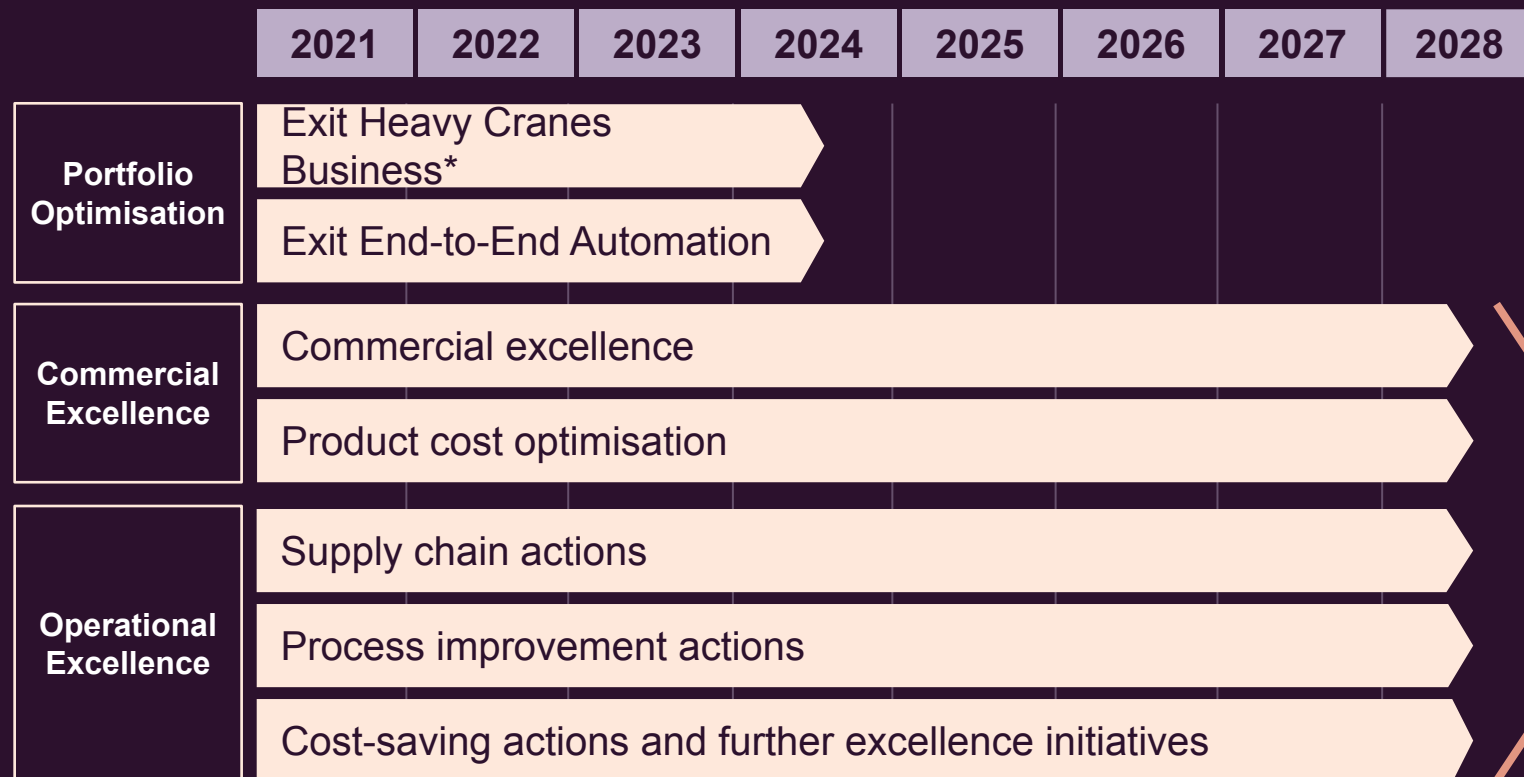 2021 2022 2023 2024 2025 2026 2027 2028
Portfolio
Optimisation
Exit Heavy Cranes
Business*
Exit End-to-End Automation
Commercial
Excellence
Commercial excellence
Product cost optimisation
Operational
Excellence
Supply chain actions
Process improvement actions
Cost-saving actions and further excellence initiatives